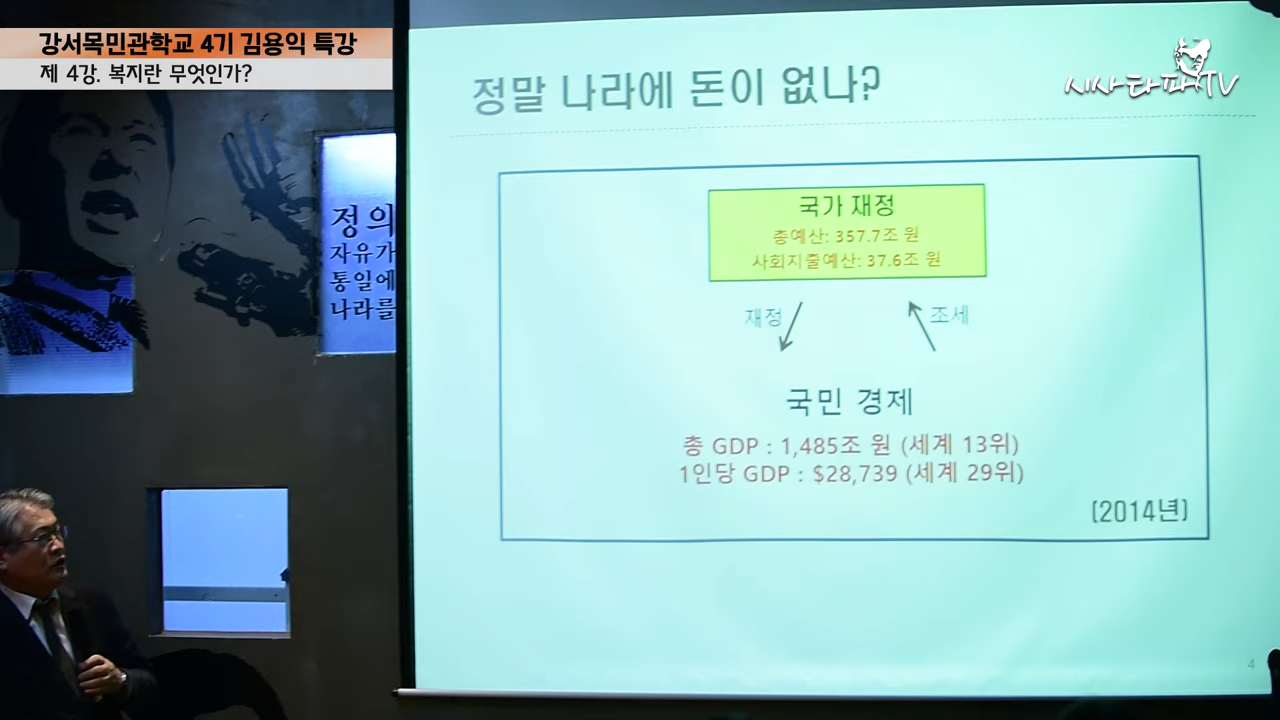 강서목민관학교 4기 김용익 특강
제 4강. 복지란 무엇인가?
시사타파TV
정의
자유가
통일에
나라를
정말 나라에 돈이 없나?
국가 재정
총예산: 357.7조 원
사회지출예산: 37.6조 원
재정
조세
국민 경제
총 GDP : 1,485조 원 (세계 13위)
1인당 GDP : $28,739 (세계 29위)
(2014년)
4